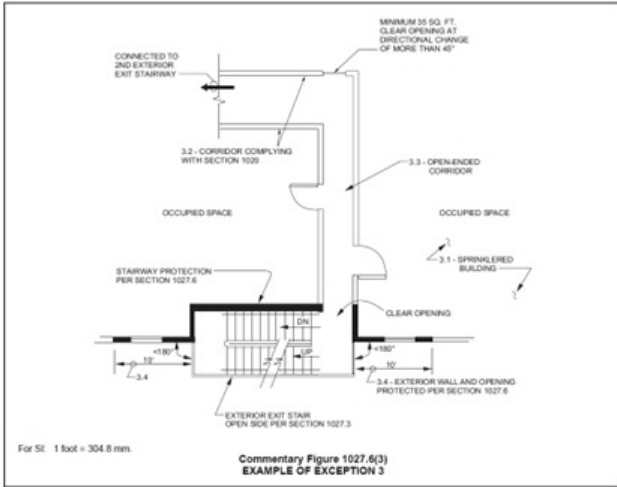 MINIMUM 35 SQ. FT.
CLEAR OPENING AT
DIRECTIONAL CHANGE
OF MORE THAN 45°
CONNECTED TO
2ND EXTERIOR
EXIT STAIRWAY
3.2 - CORRIDOR COMPLYING
WITH SECTION 1020
3.3 - OPEN-ENDED
CORRIDOR
OCCUPIED SPACE
OCCUPIED SPACE
3.1 - SPRINKLERED
BUILDING
STAIRWAY PROTECTION
PER SECTION 1027.6
CLEAR OPENING
DN
UP
<180°
<180°
10'
10'
3.4
3.4 - EXTERIOR WALL AND OPENING
PROTECTED PER SECTION 1027.6
EXTERIOR EXIT STAIR
OPEN SIDE PER SECTION 1027.3
For SI: 1 foot = 304.8 mm.
Commentary Figure 1027.6(3)
EXAMPLE OF EXCEPTION 3